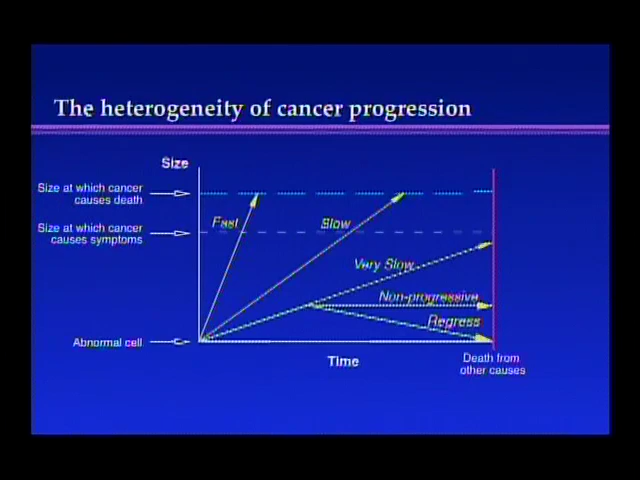 The heterogeneity of cancer progression
Size
Size at which cancer
causes death
Fast
Slow
Size at which cancer
causes symptoms
Very Slow
Non-progressive
Regress
Abnormal cell
Time
Death from
other causes